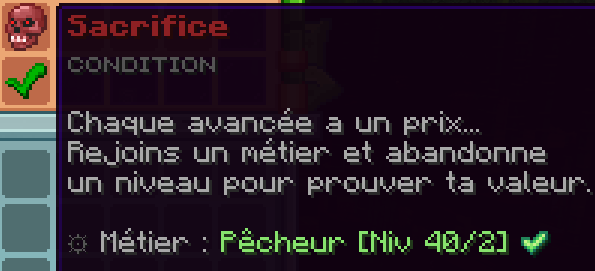 Sacrifice
CONDITION
Chaque avancée a un prix...
Rejoins un métier et abandonne
un niveau pour prouver ta valeur.
Métier : Pêcheur [Niv 40/2]